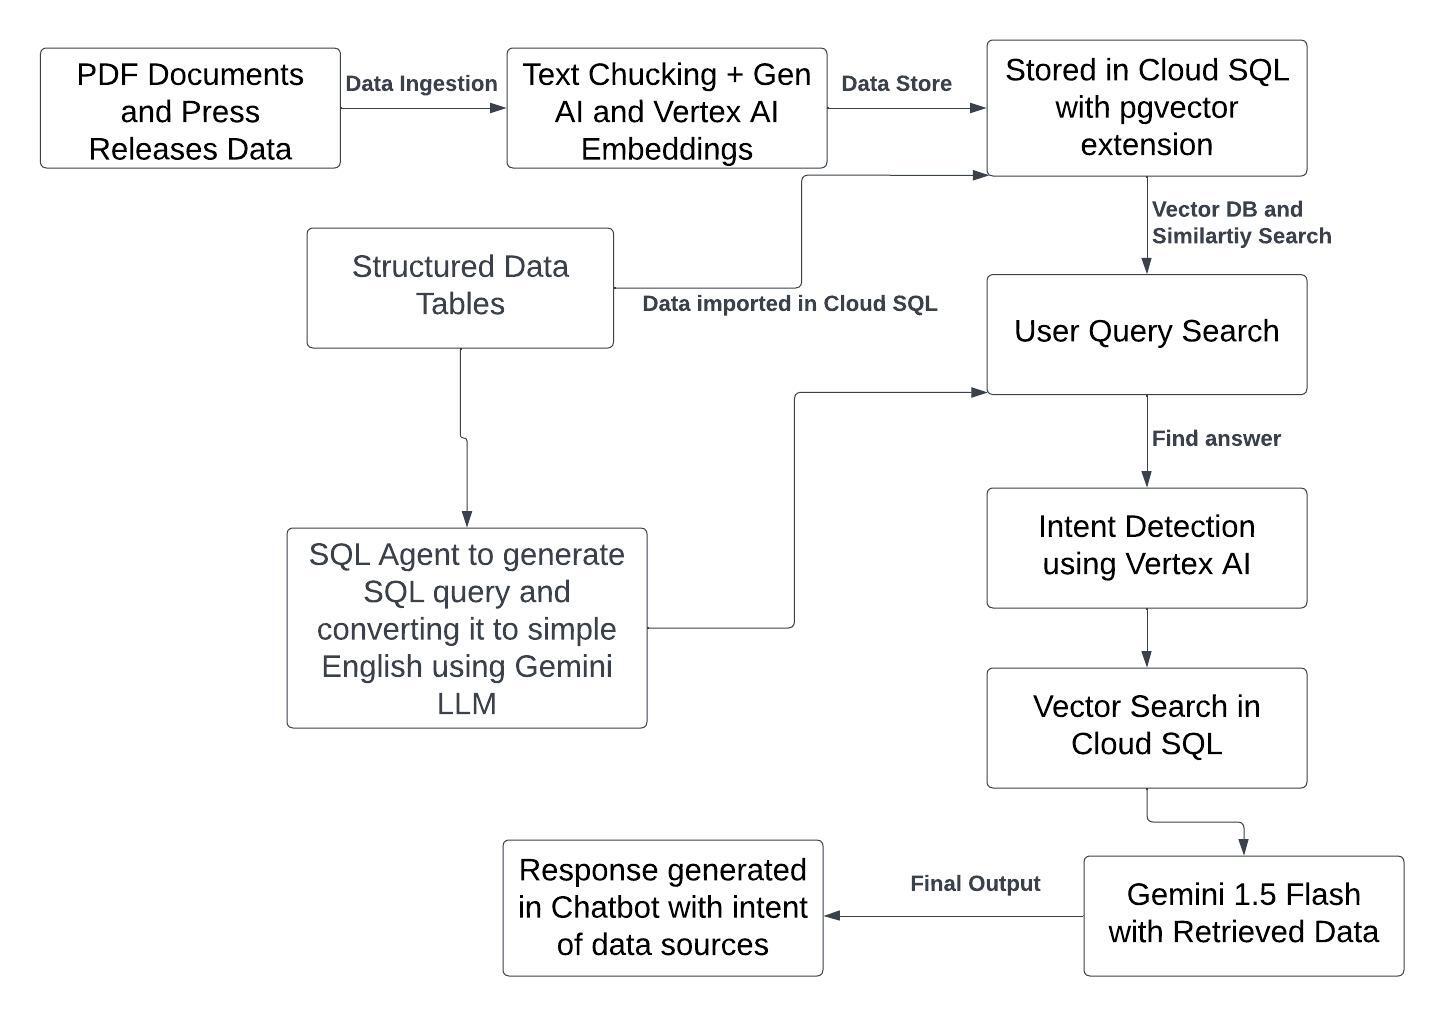 PDF Documents
and Press
Releases Data
Data Ingestion
Text Chucking + Gen
AI and Vertex AI
Embeddings
Data Store
Stored in Cloud SQL
with pgvector
extension
Vector DB and
Similartiy Search
Structured Data
Tables
Data imported in Cloud SQL
User Query Search
Find answer
Intent Detection
using Vertex AI
SQL Agent to generate
SQL query and
converting it to simple
English using Gemini
LLM
Vector Search in
Cloud SQL
Gemini 1.5 Flash
with Retrieved Data
Final Output
Response generated
in Chatbot with intent
of data sources